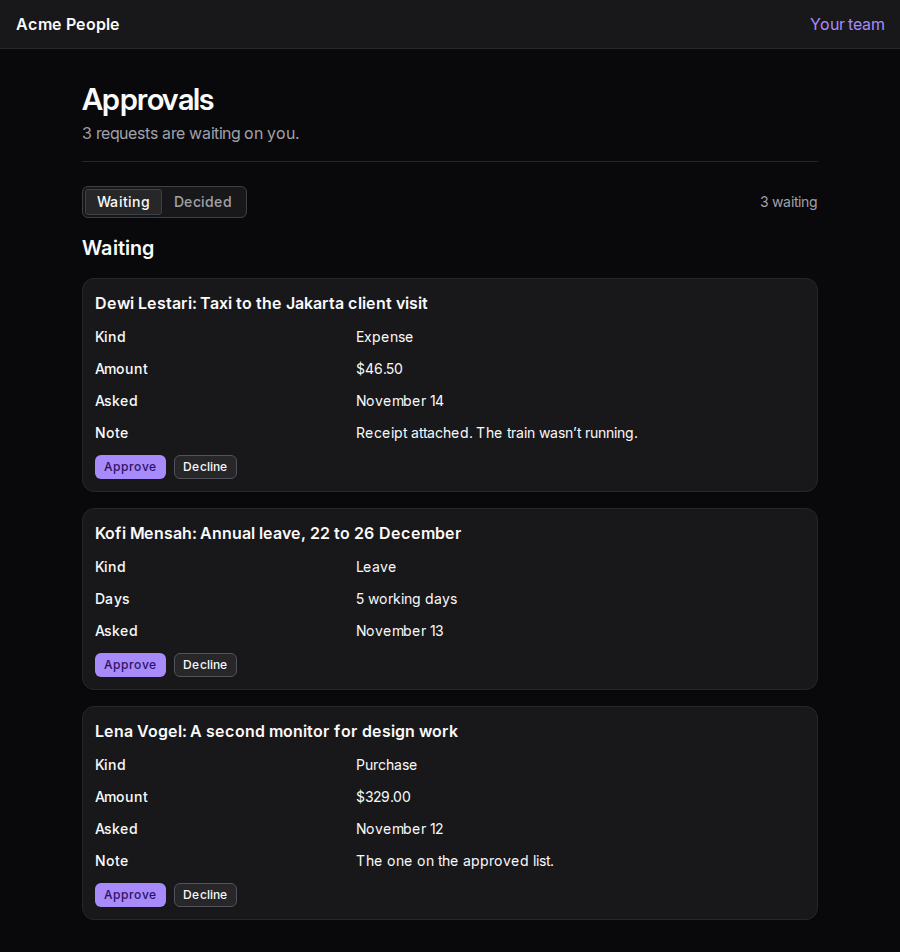 Acme People Your team
Approvals
3 requests are waiting on you.
Waiting Decided 3 waiting
Waiting
Dewi Lestari: Taxi to the Jakarta client visit
Kind Expense
Amount $46.50
Asked November 14
Note Receipt attached. The train wasn’t running.
Approve Decline
Kofi Mensah: Annual leave, 22 to 26 December
Kind Leave
Days 5 working days
Asked November 13
Approve Decline
Lena Vogel: A second monitor for design work
Kind Purchase
Amount $329.00
Asked November 12
Note The one on the approved list.
Approve Decline